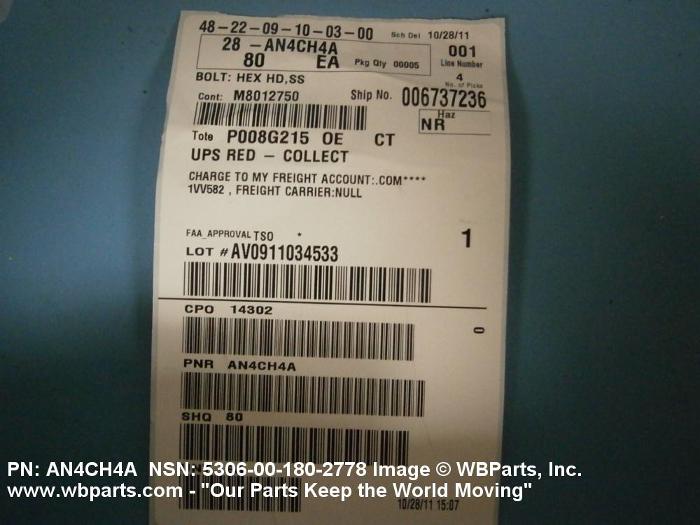 48-22-09-10-03-00 Sch Del 10/28/11
28 -AN4CH4A 001
80 EA Pkg Qty 00005 Line Number
BOLT: HEX HD,SS 4
No. of Picks
Cont: M8012750 Ship No. 006737236
Haz
NR
Tote P008G215 OE CT
UPS RED - COLLECT
CHARGE TO MY FREIGHT ACCOUNT:.COM****
1VV582 , FREIGHT CARRIER:NULL
FAA_APPROVAL TSO * 1
LOT # AV0911034533
CPO 14302
0
PNR AN4CH4A
SHQ 80
PN: AN4CH4A NSN: 5306-00-180-2778 Image © WBParts, Inc.
www.wbparts.com - "Our Parts Keep the World Moving"
10/28/11 15:07